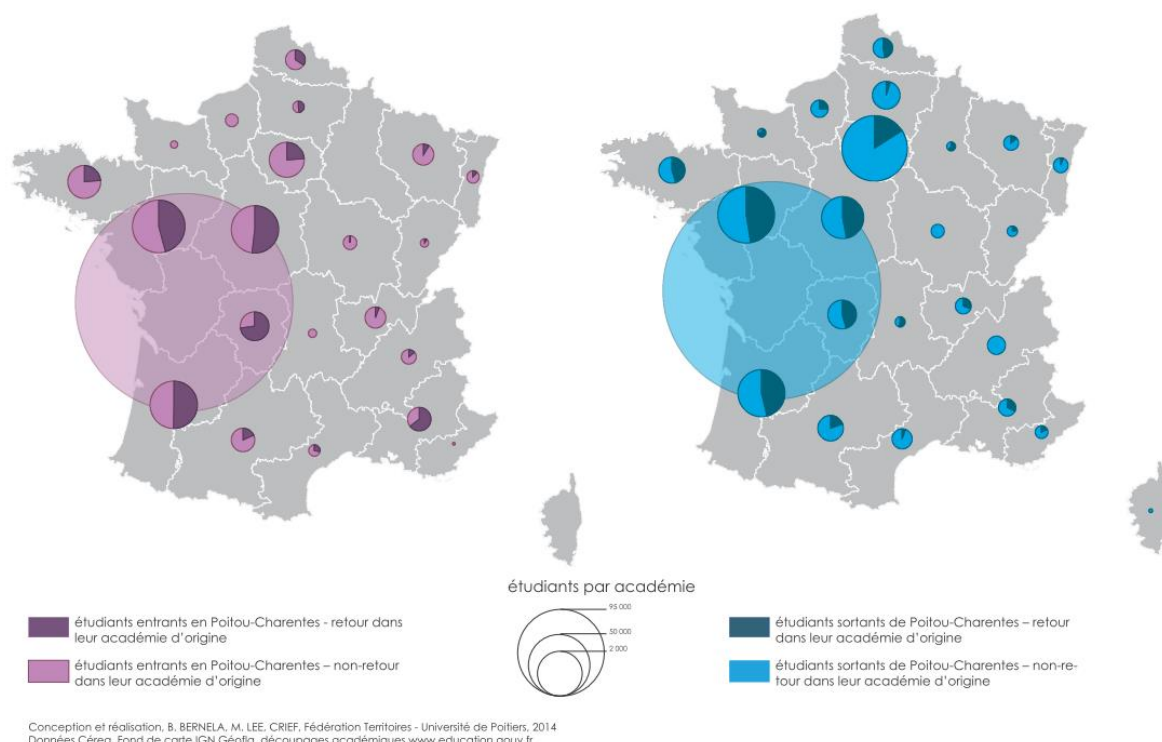 étudiants par académie
95 000
50 000
2 000
étudiants entrants en Poitou-Charentes - retour dans
leur académie d'origine
étudiants entrants en Poitou-Charentes – non-retour
dans leur académie d'origine
étudiants sortants de Poitou-Charentes – retour
dans leur académie d'origine
étudiants sortants de Poitou-Charentes – non-re-
tour dans leur académie d'origine
Conception et réalisation, B. BERNELA, M. LEE, CRIEF, Fédération Territoires - Université de Poitiers, 2014
Données Céreq, Fond de carte IGN Géofla, découpages académiques www.education.gouv.fr